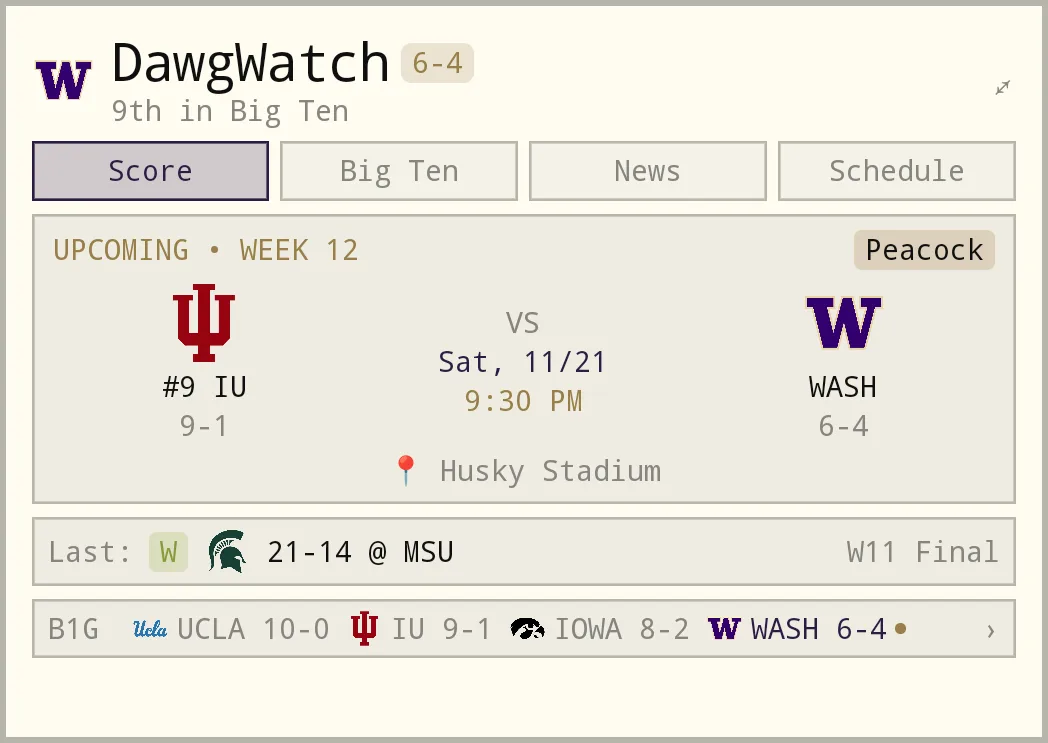 DawgWatch 6-4
9th in Big Ten
Score Big Ten News Schedule
UPCOMING • WEEK 12 Peacock
VS
Sat, 11/21
#9 IU WASH
9:30 PM
9-1 6-4
📍 Husky Stadium
Last: W 21-14 @ MSU W11 Final
B1G Ucla UCLA 10-0 IU 9-1 IOWA 8-2 W WASH 6-4 • ›